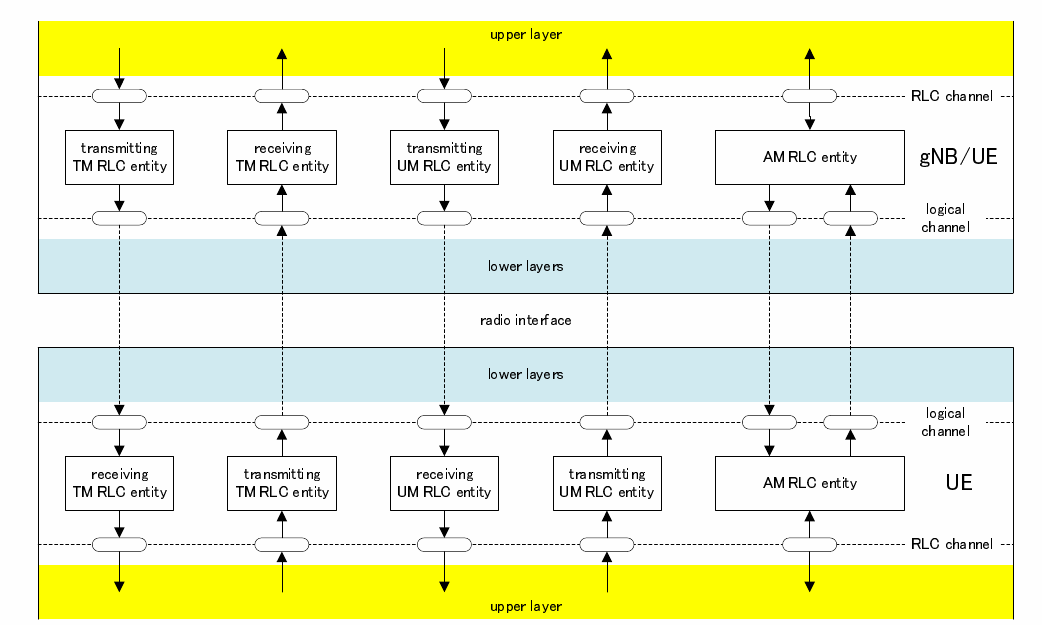 upper layer
RLC channel
transmitting
TM RLC entity
receiving
TM RLC entity
transmitting
UM RLC entity
receiving
UM RLC entity
AM RLC entity
gNB/UE
logical
channel
lower layers
radio interface
lower layers
logical
channel
receiving
TM RLC entity
transmitting
TM RLC entity
receiving
UM RLC entity
transmitting
UM RLC entity
AM RLC entity
UE
RLC channel
upper layer